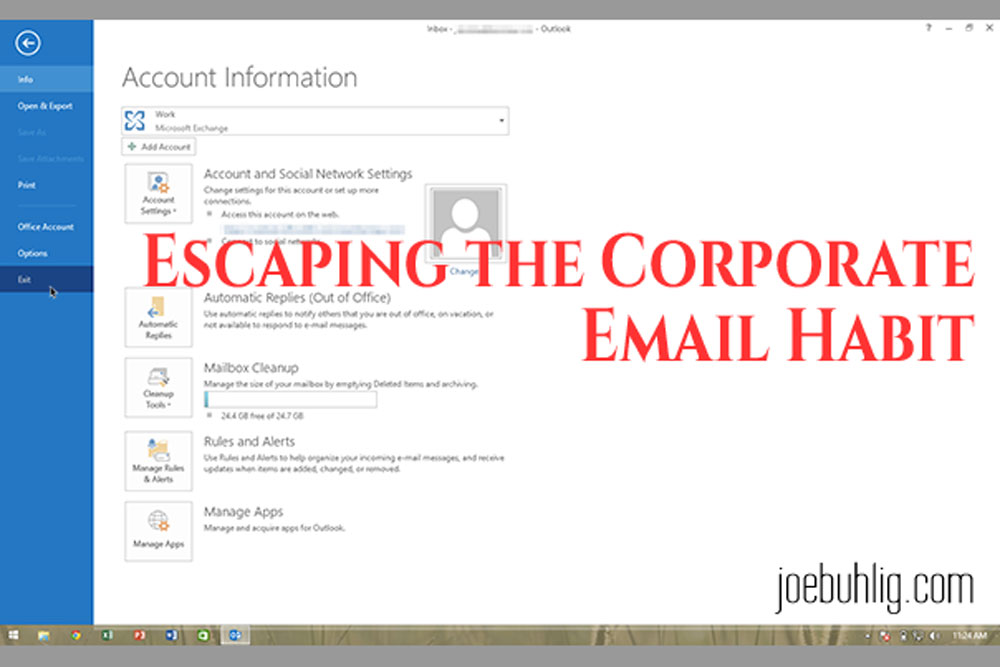 Inbox - - Outlook
?
Info
Open & Export
Save As
Save Attachments
Print
Office Account
Options
Exit
Account Information
Work
Microsoft Exchange
Add Account
Account
Settings
Account and Social Network Settings
Change settings for this account or set up more
connections.
Access this account on the web.
Connect to social networks.
Change
Escaping the Corporate
Email Habit
Automatic
Replies
Automatic Replies (Out of Office)
Use automatic replies to notify others that you are out of office, on vacation, or
not available to respond to e-mail messages.
Cleanup
Tools
Mailbox Cleanup
Manage the size of your mailbox by emptying Deleted Items and archiving.
24.4 GB free of 24.7 GB
Manage Rules
& Alerts
Rules and Alerts
Use Rules and Alerts to help organize your incoming e-mail messages, and receive
updates when items are added, changed, or removed.
Manage Apps
Manage Apps
Manage and acquire apps for Outlook.
joebuhlig.com
11:24 AM